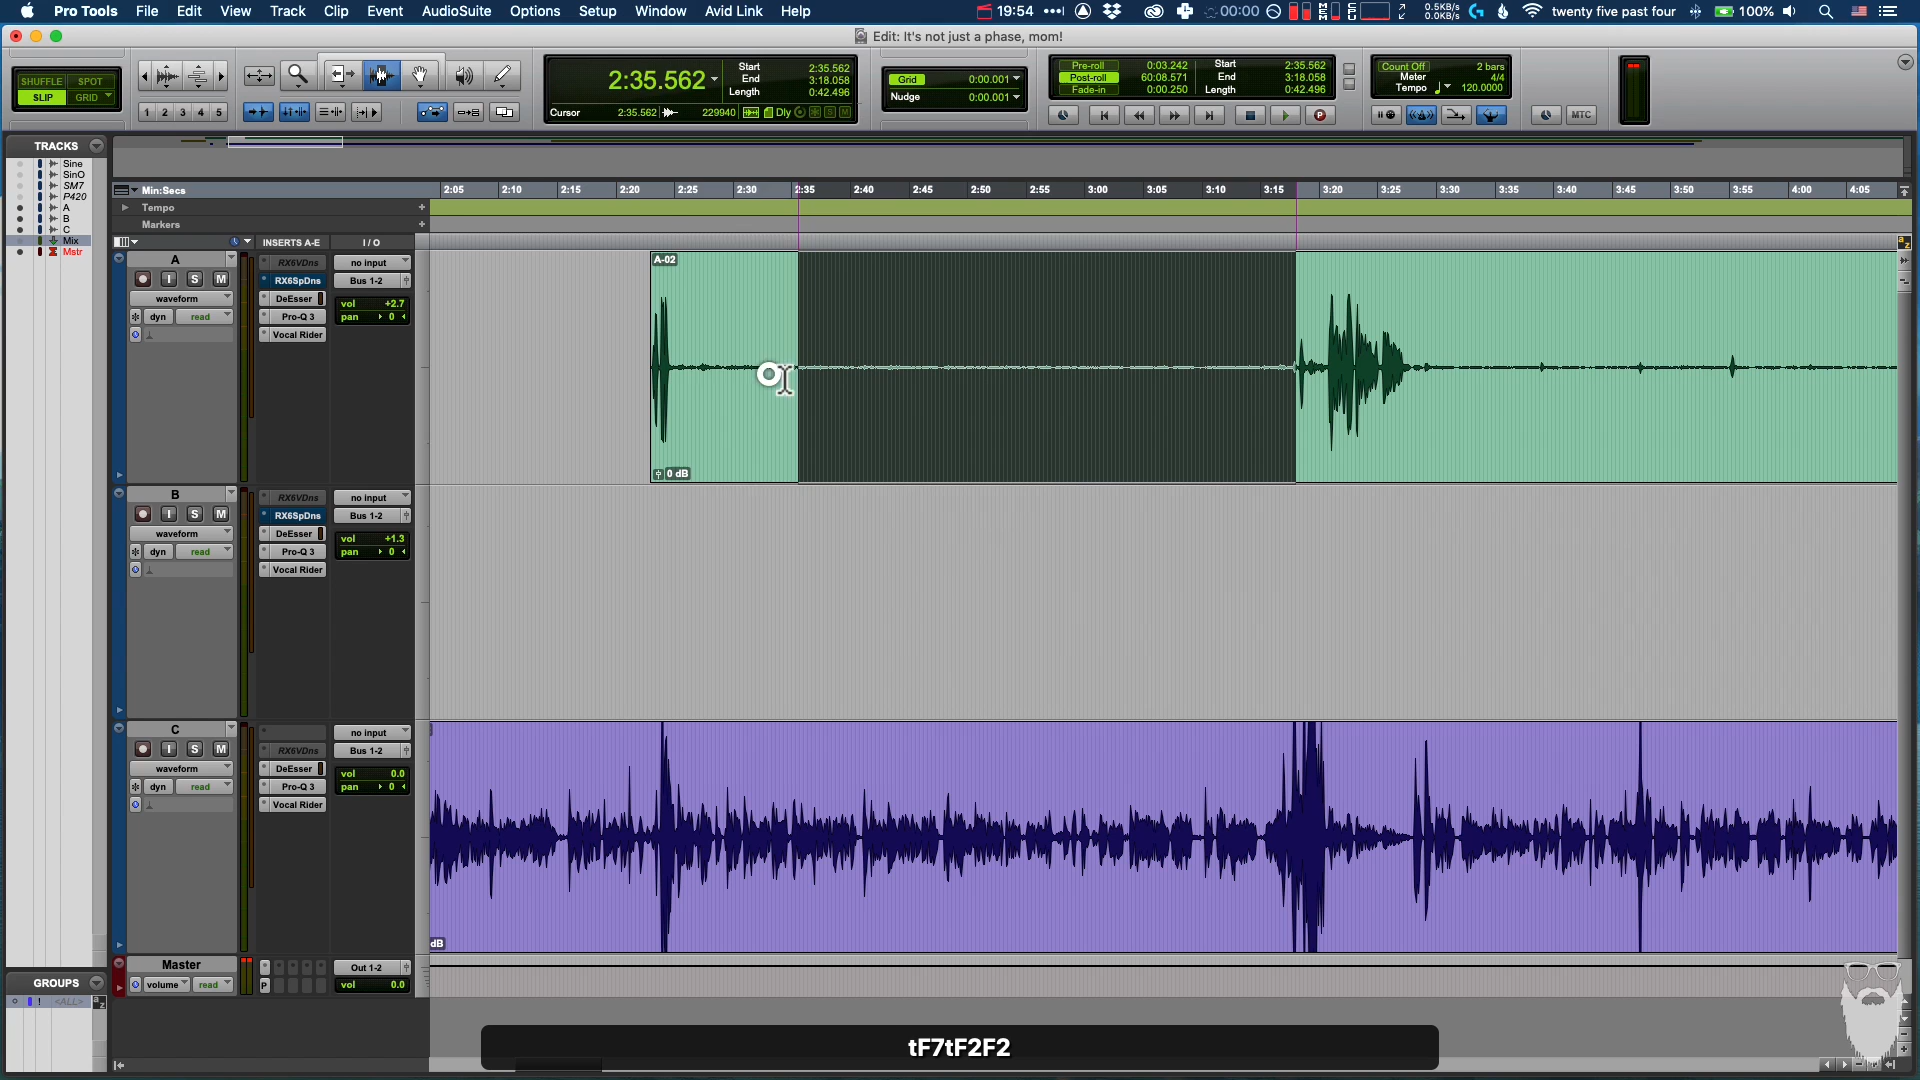 Pro Tools File Edit View Track Clip Event AudioSuite Options Setup Window Avid Link Help 19:54 00:00 0.5KB/s 0.0KB/s twenty five past four 100%
Edit: It's not just a phase, mom!
SHUFFLE SPOT
SLIP GRID
1 2 3 4 5
2:35.562
Start 2:35.562
End 3:18.058
Length 0:42.496
Cursor 2:35.562 229940 Dly S M
Grid 0:00.001
Nudge 0:00.001
Pre-roll 0:03.242 Start 2:35.562
Post-roll 60:08.571 End 3:18.058
Fade-in 0:00.250 Length 0:42.496
Count Off 2 bars
Meter 4/4
Tempo 120.0000
MTC
TRACKS
Sine
SinO
SM7
P420
A
B
C
Mix
Mstr
Min:Secs 2:05 2:10 2:15 2:20 2:25 2:30 2:35 2:40 2:45 2:50 2:55 3:00 3:05 3:10 3:15 3:20 3:25 3:30 3:35 3:40 3:45 3:50 3:55 4:00 4:05
Tempo
Markers
INSERTS A-E I / O
A RX6VDns no input
I S M RX6SpDns Bus 1-2
waveform DeEsser vol +2.7
dyn read Pro-Q 3 pan 0
Vocal Rider
A-02
0 dB
B RX6VDns no input
I S M RX6SpDns Bus 1-2
waveform DeEsser vol +1.3
dyn read Pro-Q 3 pan 0
Vocal Rider
C no input
I S M RX6VDns Bus 1-2
waveform DeEsser vol 0.0
dyn read Pro-Q 3 pan 0
Vocal Rider
dB
Master Out 1-2
volume read P vol 0.0
GROUPS
! <ALL>
a z
tF7tF2F2